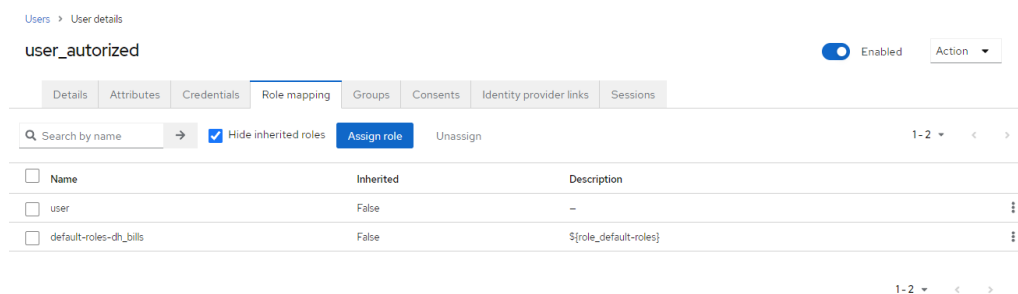 Users > User details
user_autorized
Enabled Action
Details Attributes Credentials Role mapping Groups Consents Identity provider links Sessions
Search by name Hide inherited roles Assign role Unassign 1 - 2
Name Inherited Description
user False –
default-roles-dh_bills False ${role_default-roles}
1 - 2